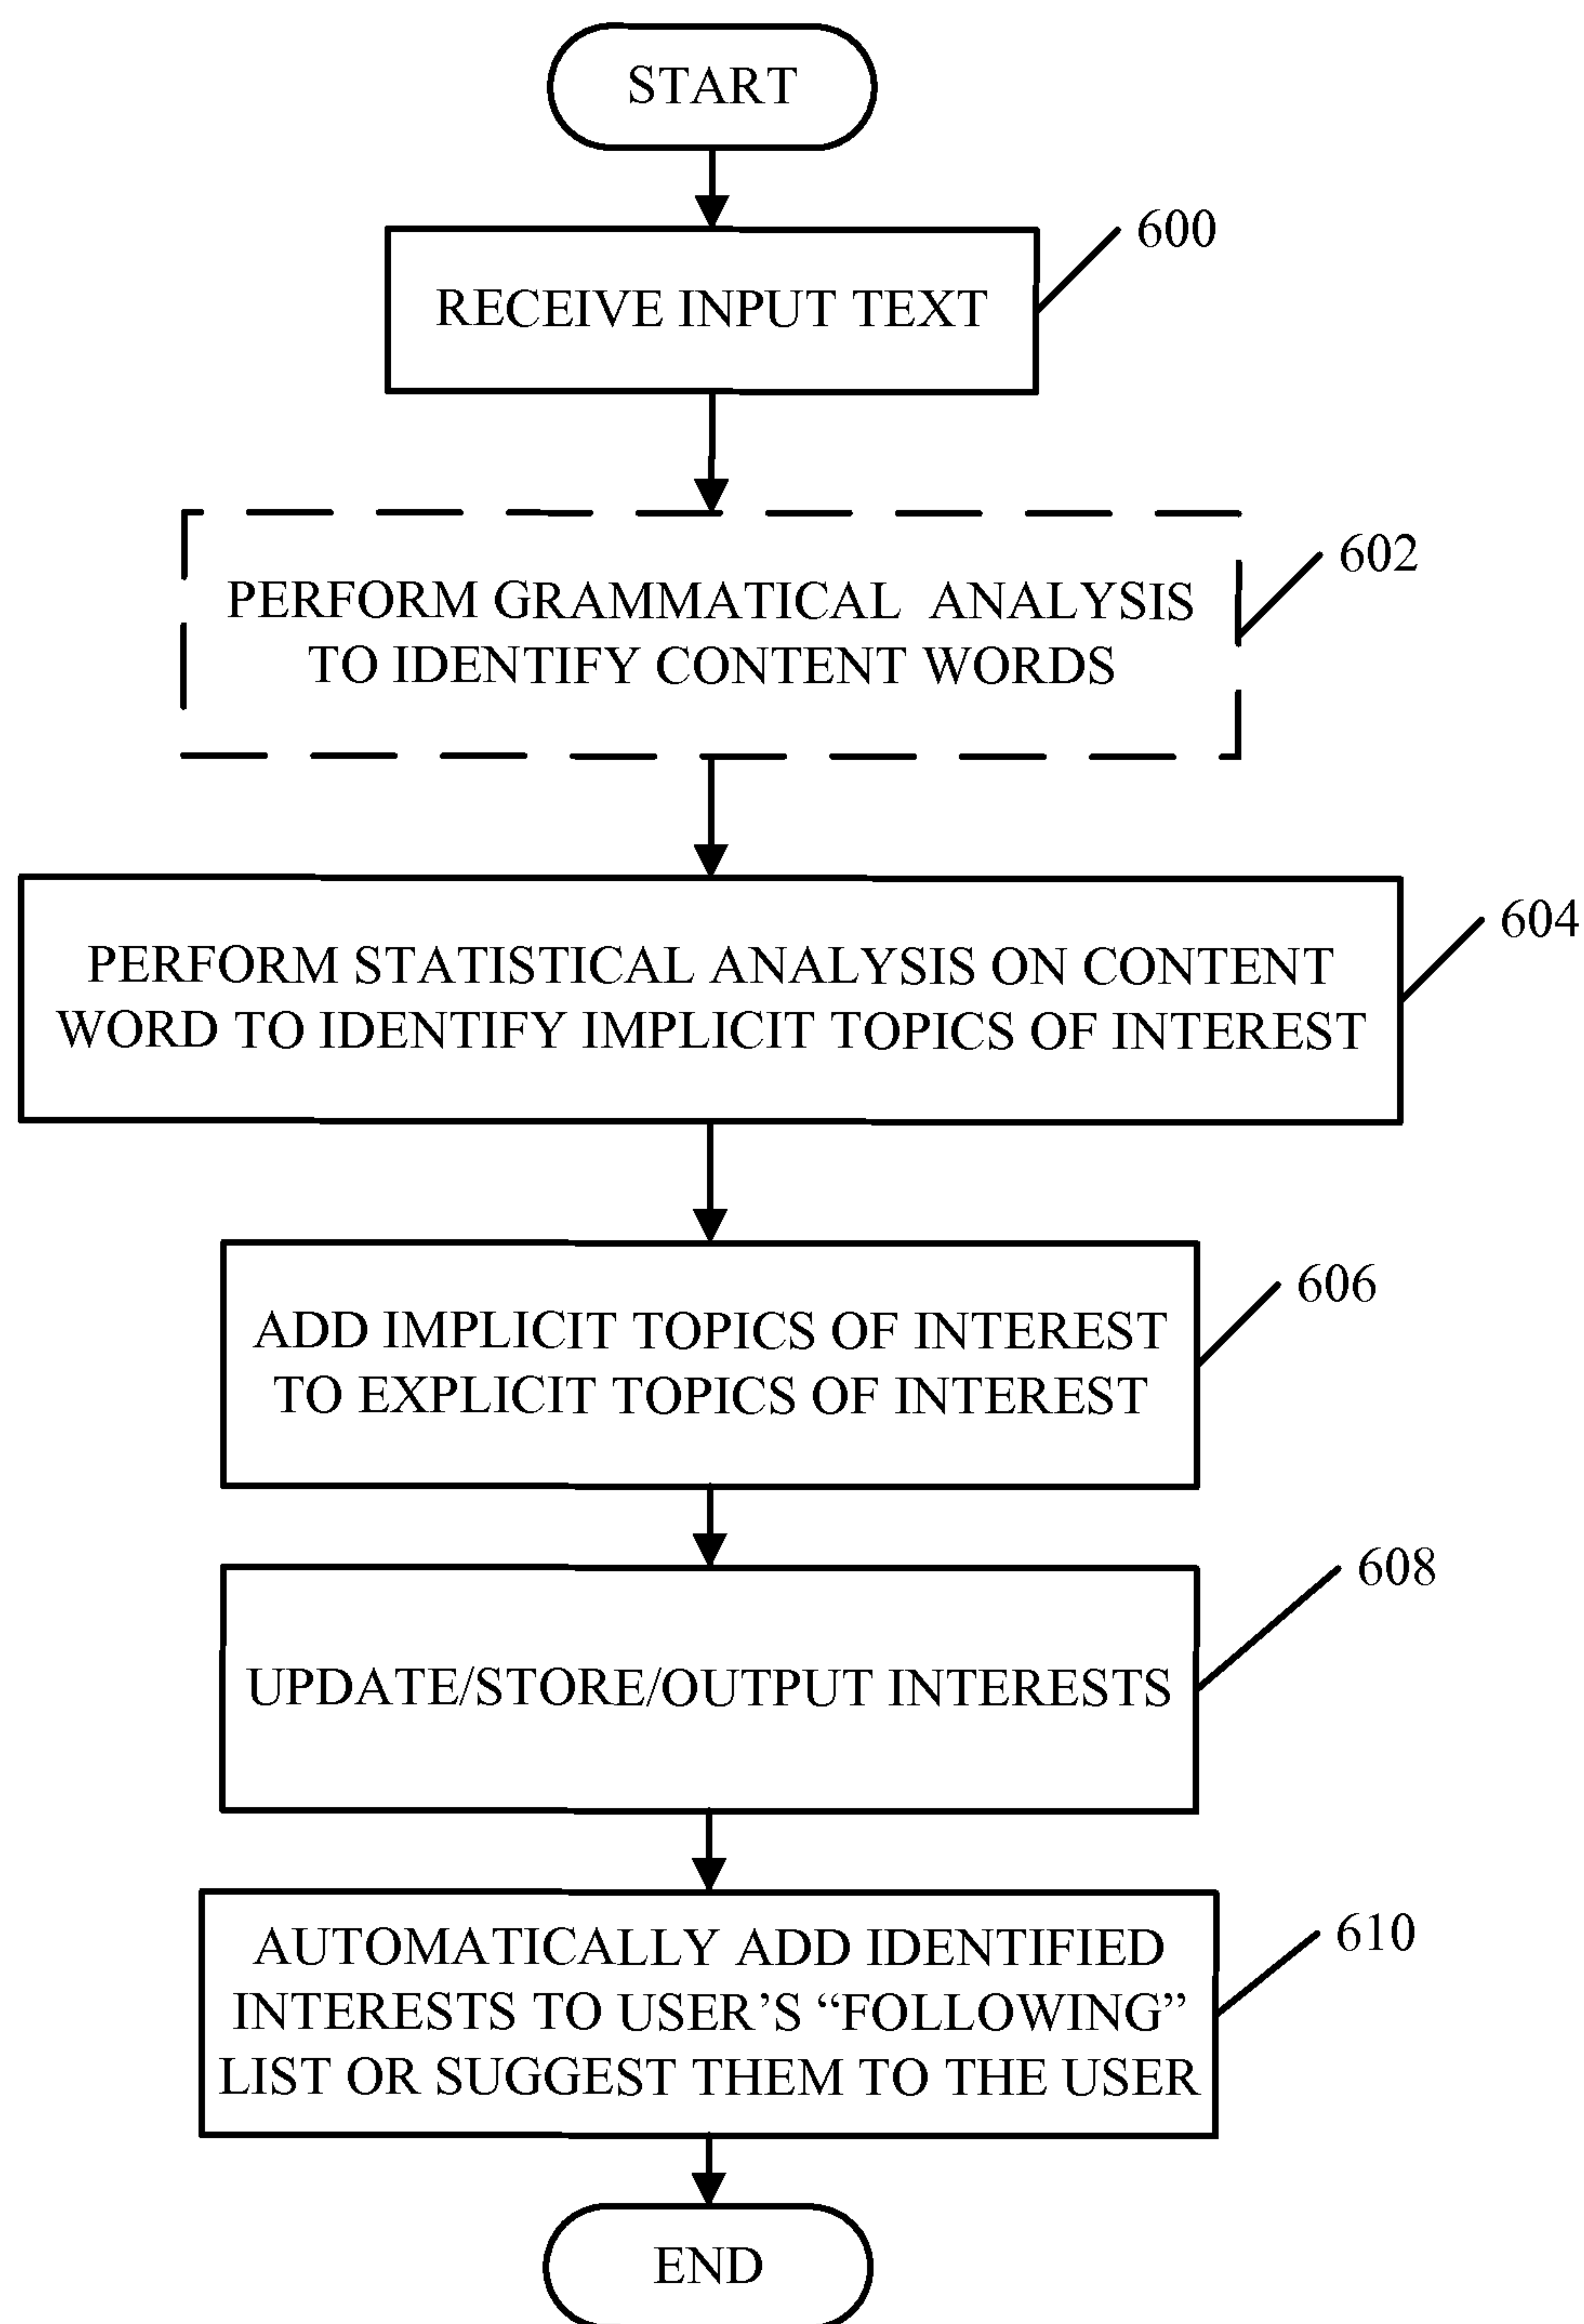 START
600
RECEIVE INPUT TEXT
602
PERFORM GRAMMATICAL ANALYSIS
TO IDENTIFY CONTENT WORDS
604
PERFORM STATISTICAL ANALYSIS ON CONTENT
WORD TO IDENTIFY IMPLICIT TOPICS OF INTEREST
606
ADD IMPLICIT TOPICS OF INTEREST
TO EXPLICIT TOPICS OF INTEREST
608
UPDATE/STORE/OUTPUT INTERESTS
610
AUTOMATICALLY ADD IDENTIFIED
INTERESTS TO USER’S “FOLLOWING”
LIST OR SUGGEST THEM TO THE USER
END